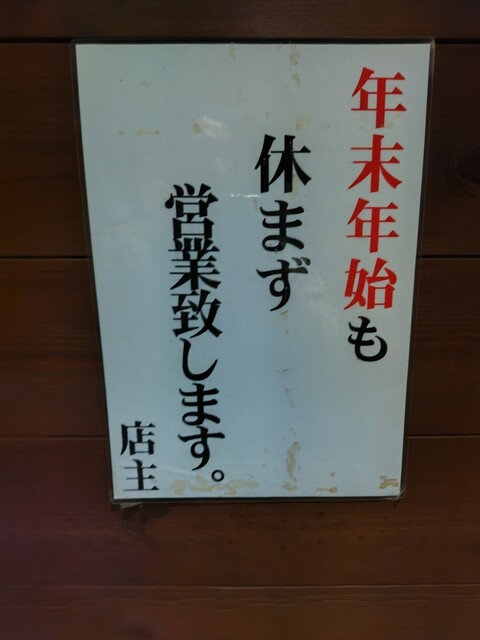 年末年始も
休まず
営業致します。
店主